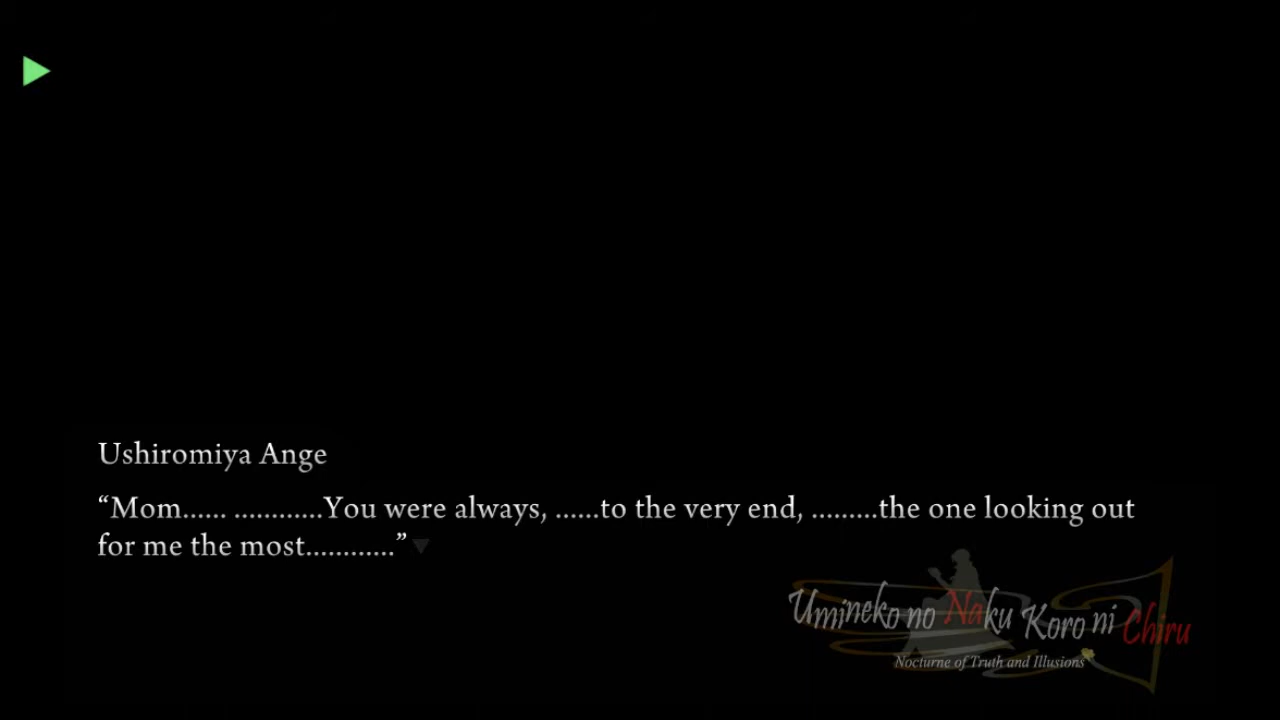 Ushiromiya Ange
“Mom...... ............You were always, ......to the very end, .........the one looking out
for me the most............”
Umineko no Naku Koro ni Chiru
Nocturne of Truth and Illusions